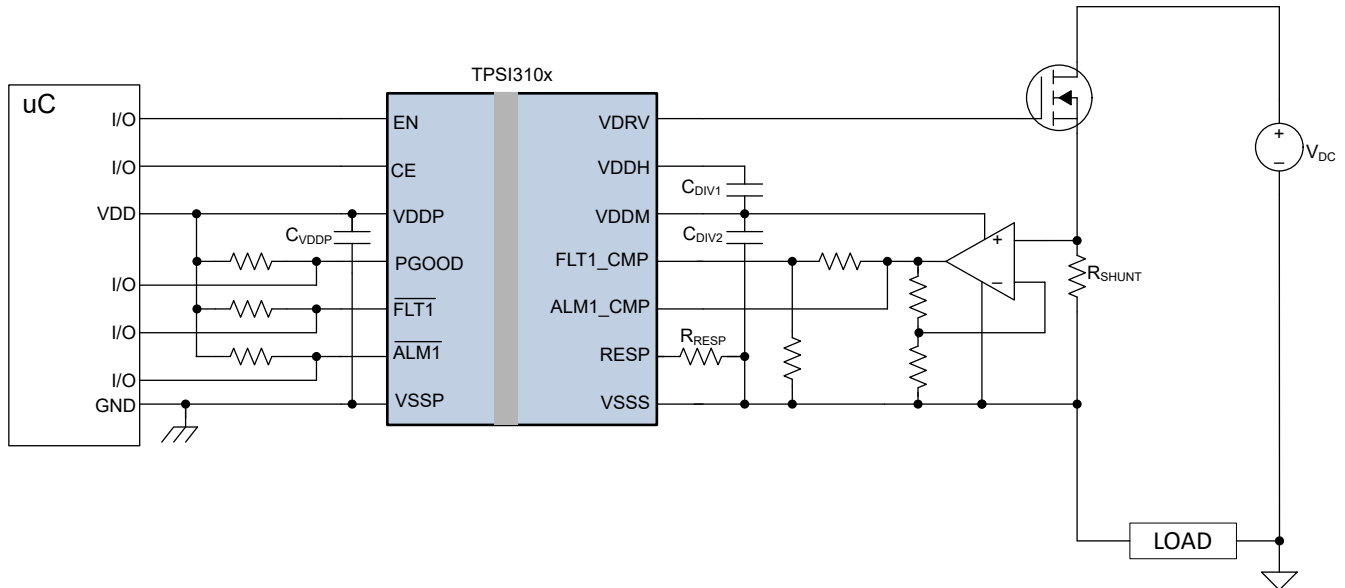 TPSI310x
uC
I/O
EN
VDRV
I/O
CE
VDDH
CDIV1
VDD
VDDP
VDDM
CVDDP
CDIV2
PGOOD
FLT1_CMP
I/O
FLT1
ALM1_CMP
I/O
ALM1
RRESP
RESP
I/O
GND
VSSP
VSSS
+
−
RSHUNT
+
−
VDC
LOAD